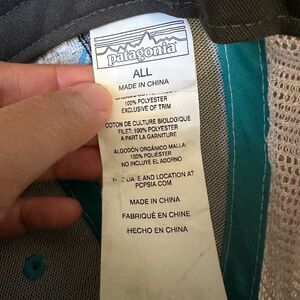 patagonia
ALL
MADE IN CHINA
100% POLYESTER
EXCLUSIVE OF TRIM
COTON DE CULTURE BIOLOGIQUE
FILET: 100% POLYESTER
A PART LA GARNITURE
ALGODÓN ORGÁNICO MALLA:
100% POLIÉSTER
NO INCLUYE EL ADORNO
E AND LOCATION AT
PCPSIA.COM
MADE IN CHINA
FABRIQUÉ EN CHINE
HECHO EN CHINA